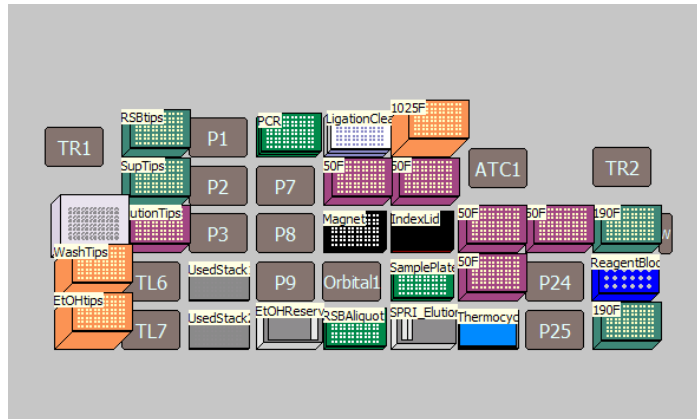 1025F
RSBtips
PCR
LigationClea
TR1
P1
SupTips
50F
50F
ATC1
TR2
P2
P7
utionTips
Magnet
IndexLid
50F
50F
190F
P3
P8
WashTips
TL6
UsedStack
P9
Orbital1
SamplePlate
50F
P24
ReagentBloc
EtOHtips
TL7
UsedStack2
EtOHReserv
RSBAliquot
SPRI_Elution
Thermocyc
P25
190F